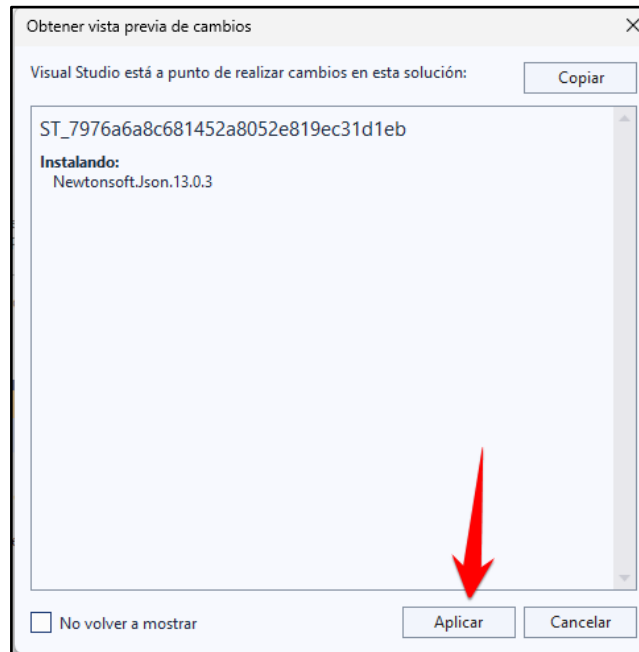 Obtener vista previa de cambios
Visual Studio está a punto de realizar cambios en esta solución:
Copiar
ST_7976a6a8c681452a8052e819ec31d1eb
Instalando:
Newtonsoft.Json.13.0.3
No volver a mostrar
Aplicar
Cancelar